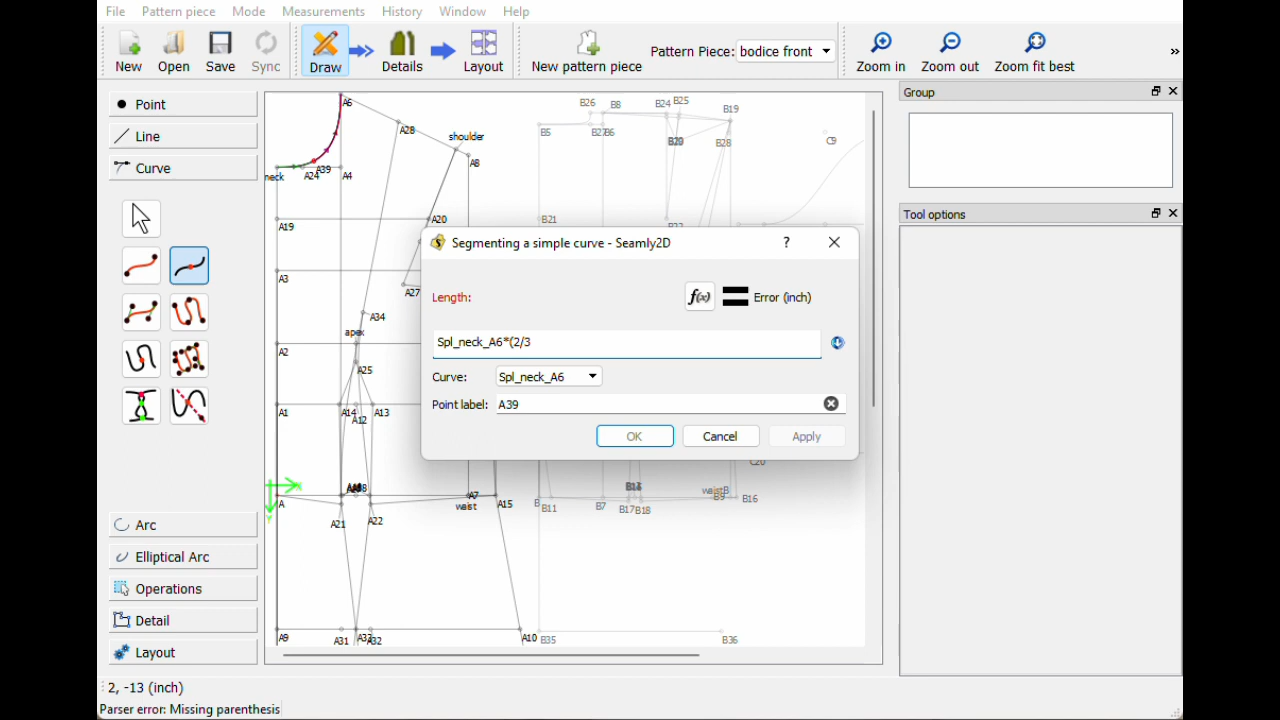 File Pattern piece Mode Measurements History Window Help
New Open Save Sync Draw Details Layout New pattern piece Pattern Piece: bodice front Zoom in Zoom out Zoom fit best »
Point
Line
Curve
Arc
Elliptical Arc
Operations
Detail
Layout
A6
A28
shoulder
A8
neck A24 A39 A4
A19
A20
A3
A27
A34
apex
A2
A25
A1 A14 A12 A13
A A7 A15
waist
A21 A22
A9 A31 A32 A10
X
Y
B26 B8 B24 B25 B19
B5 B28
C9
B21
B B11 B7 B17 B18 waistB B9 B16
C20
B35 B36
Segmenting a simple curve - Seamly2D ?
Length: f(x) Error (inch)
Spl_neck_A6*(2/3
Curve: Spl_neck_A6
Point label: A39
OK Cancel Apply
Group
Tool options
2, -13 (inch)
Parser error: Missing parenthesis